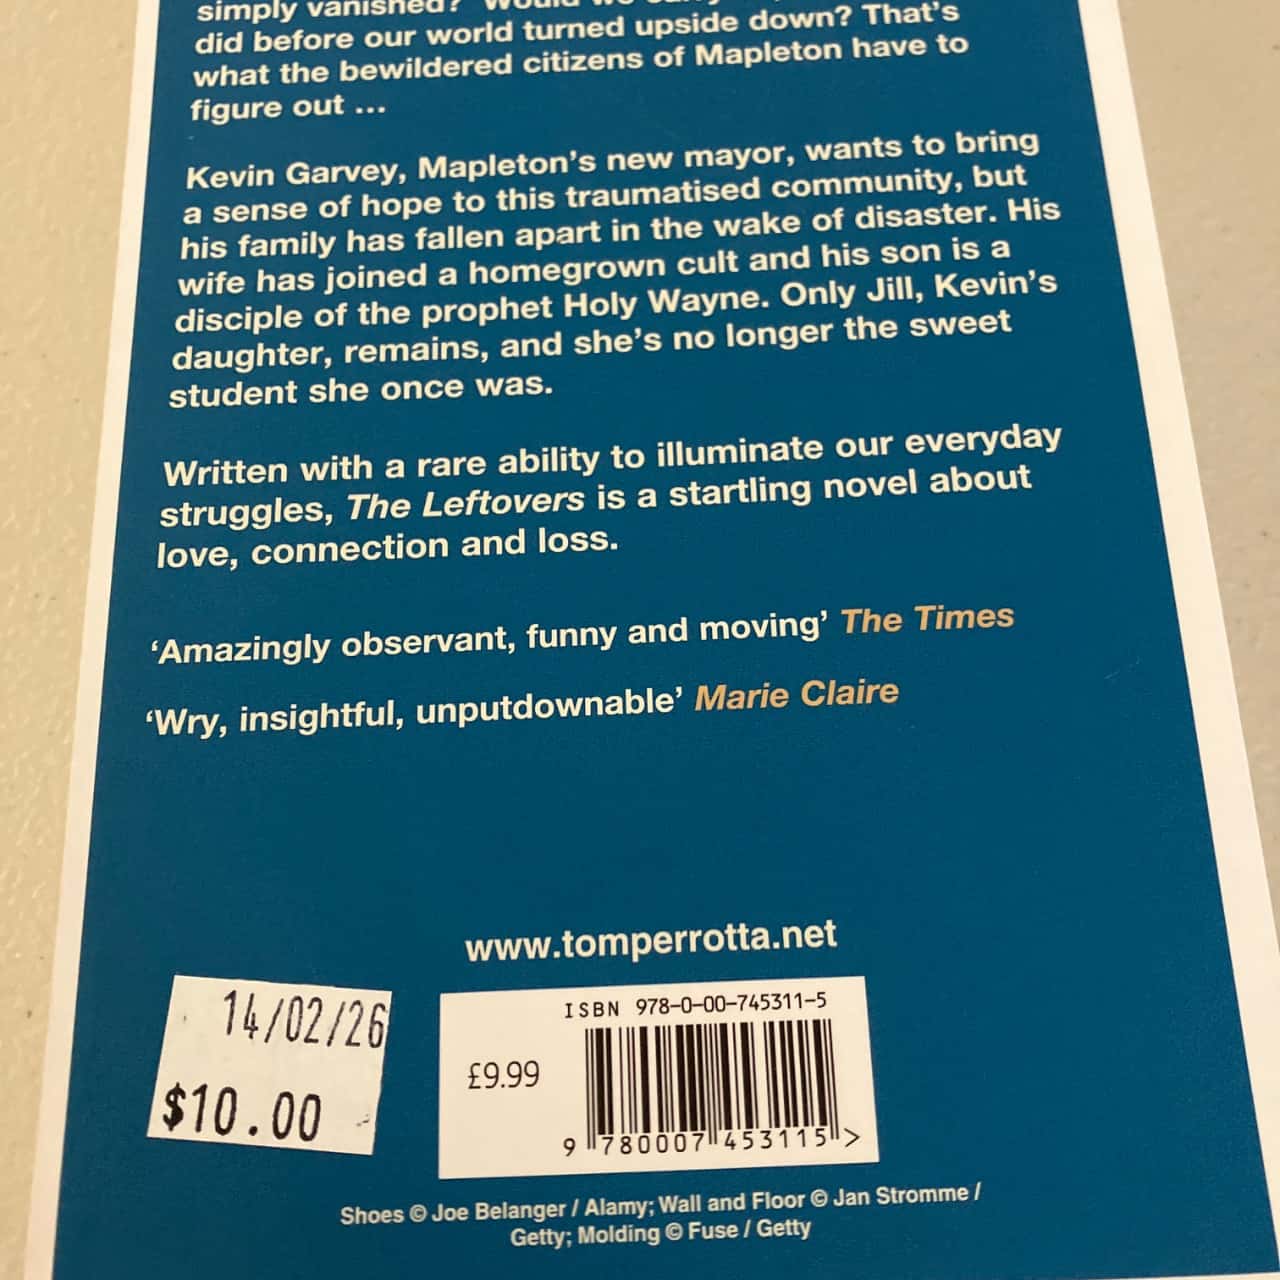 simply vanished?
did before our world turned upside down? That's
what the bewildered citizens of Mapleton have to
figure out ...
Kevin Garvey, Mapleton's new mayor, wants to bring
a sense of hope to this traumatised community, but
his family has fallen apart in the wake of disaster. His
wife has joined a homegrown cult and his son is a
disciple of the prophet Holy Wayne. Only Jill, Kevin's
daughter, remains, and she's no longer the sweet
student she once was.
Written with a rare ability to illuminate our everyday
struggles, The Leftovers is a startling novel about
love, connection and loss.
‘Amazingly observant, funny and moving’ The Times
‘Wry, insightful, unputdownable’ Marie Claire
www.tomperrotta.net
14/02/26
$10.00
ISBN 978-0-00-745311-5
£9.99
9 780007 453115 >
Shoes © Joe Belanger / Alamy; Wall and Floor © Jan Stromme /
Getty; Molding © Fuse / Getty